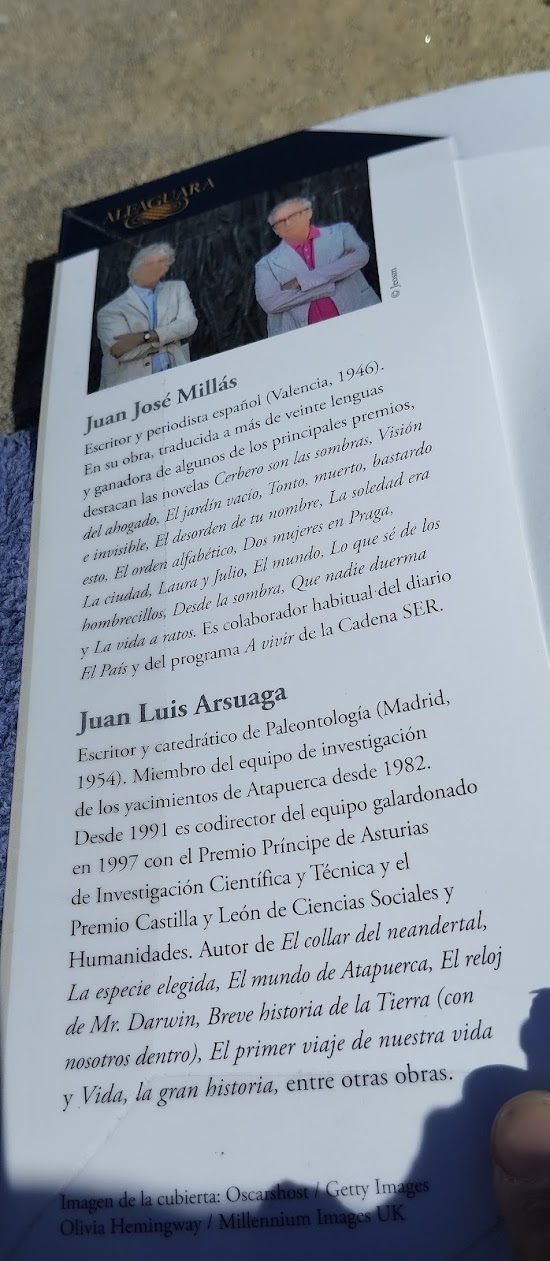 ALFAGUARA
Juan José Millás
Escritor y periodista español (Valencia, 1946).
En su obra, traducida a más de veinte lenguas
y ganadora de algunos de los principales premios,
destacan las novelas Cerbero son las sombras, Visión
del ahogado, El jardín vacío, Tonto, muerto, bastardo
e invisible, El desorden de tu nombre, La soledad era
esto, El orden alfabético, Dos mujeres en Praga,
La ciudad, Laura y Julio, El mundo, Lo que sé de los
hombrecillos, Desde la sombra, Que nadie duerma
y La vida a ratos. Es colaborador habitual del diario
El País y del programa A vivir de la Cadena SER.
Juan Luis Arsuaga
Escritor y catedrático de Paleontología (Madrid,
1954). Miembro del equipo de investigación
de los yacimientos de Atapuerca desde 1982.
Desde 1991 es codirector del equipo galardonado
en 1997 con el Premio Príncipe de Asturias
de Investigación Científica y Técnica y el
Premio Castilla y León de Ciencias Sociales y
Humanidades. Autor de El collar del neandertal,
La especie elegida, El mundo de Atapuerca, El reloj
de Mr. Darwin, Breve historia de la Tierra (con
nosotros dentro), El primer viaje de nuestra vida
y Vida, la gran historia, entre otras obras.
Imagen de la cubierta: Oscarshost / Getty Images
Olivia Hemingway / Millennium Images UK